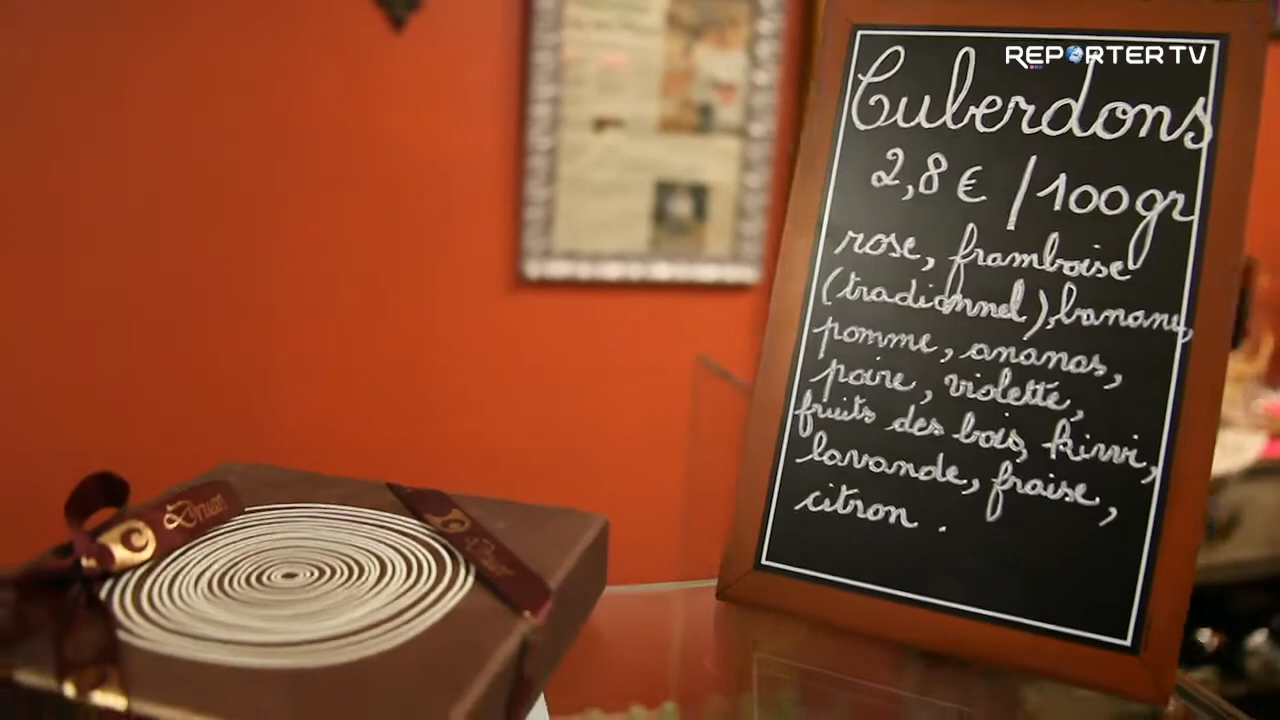 REPORTER TV
Cuberdons
2,8 € / 100gr
rose, framboise
(tradionnel), banane,
pomme, ananas,
poire, violette,
fruits des bois, kiwi,
lavande, fraise,
citron.